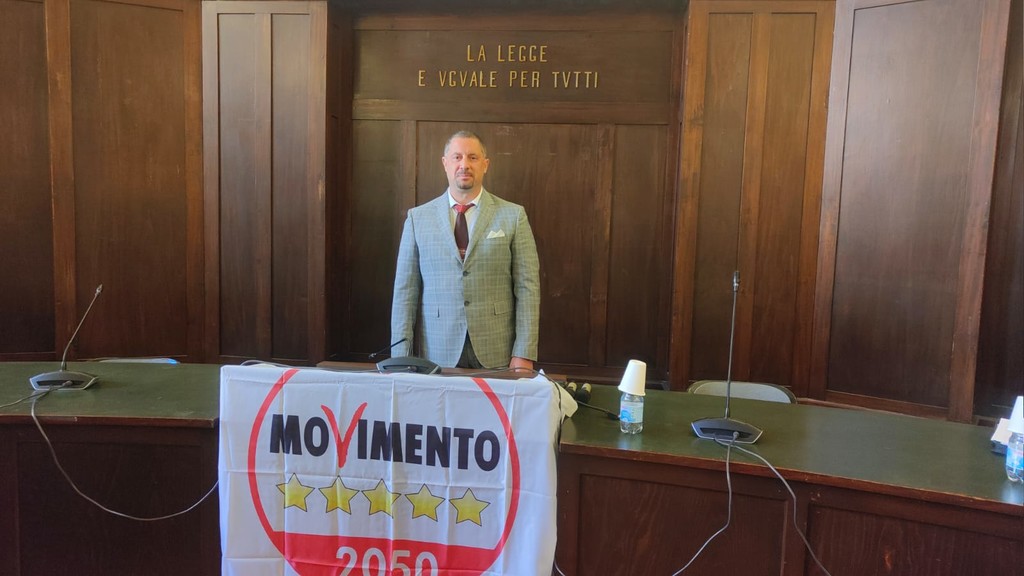 LA LEGGE
E VGVALE PER TVTTI
MOVIMENTO
2050